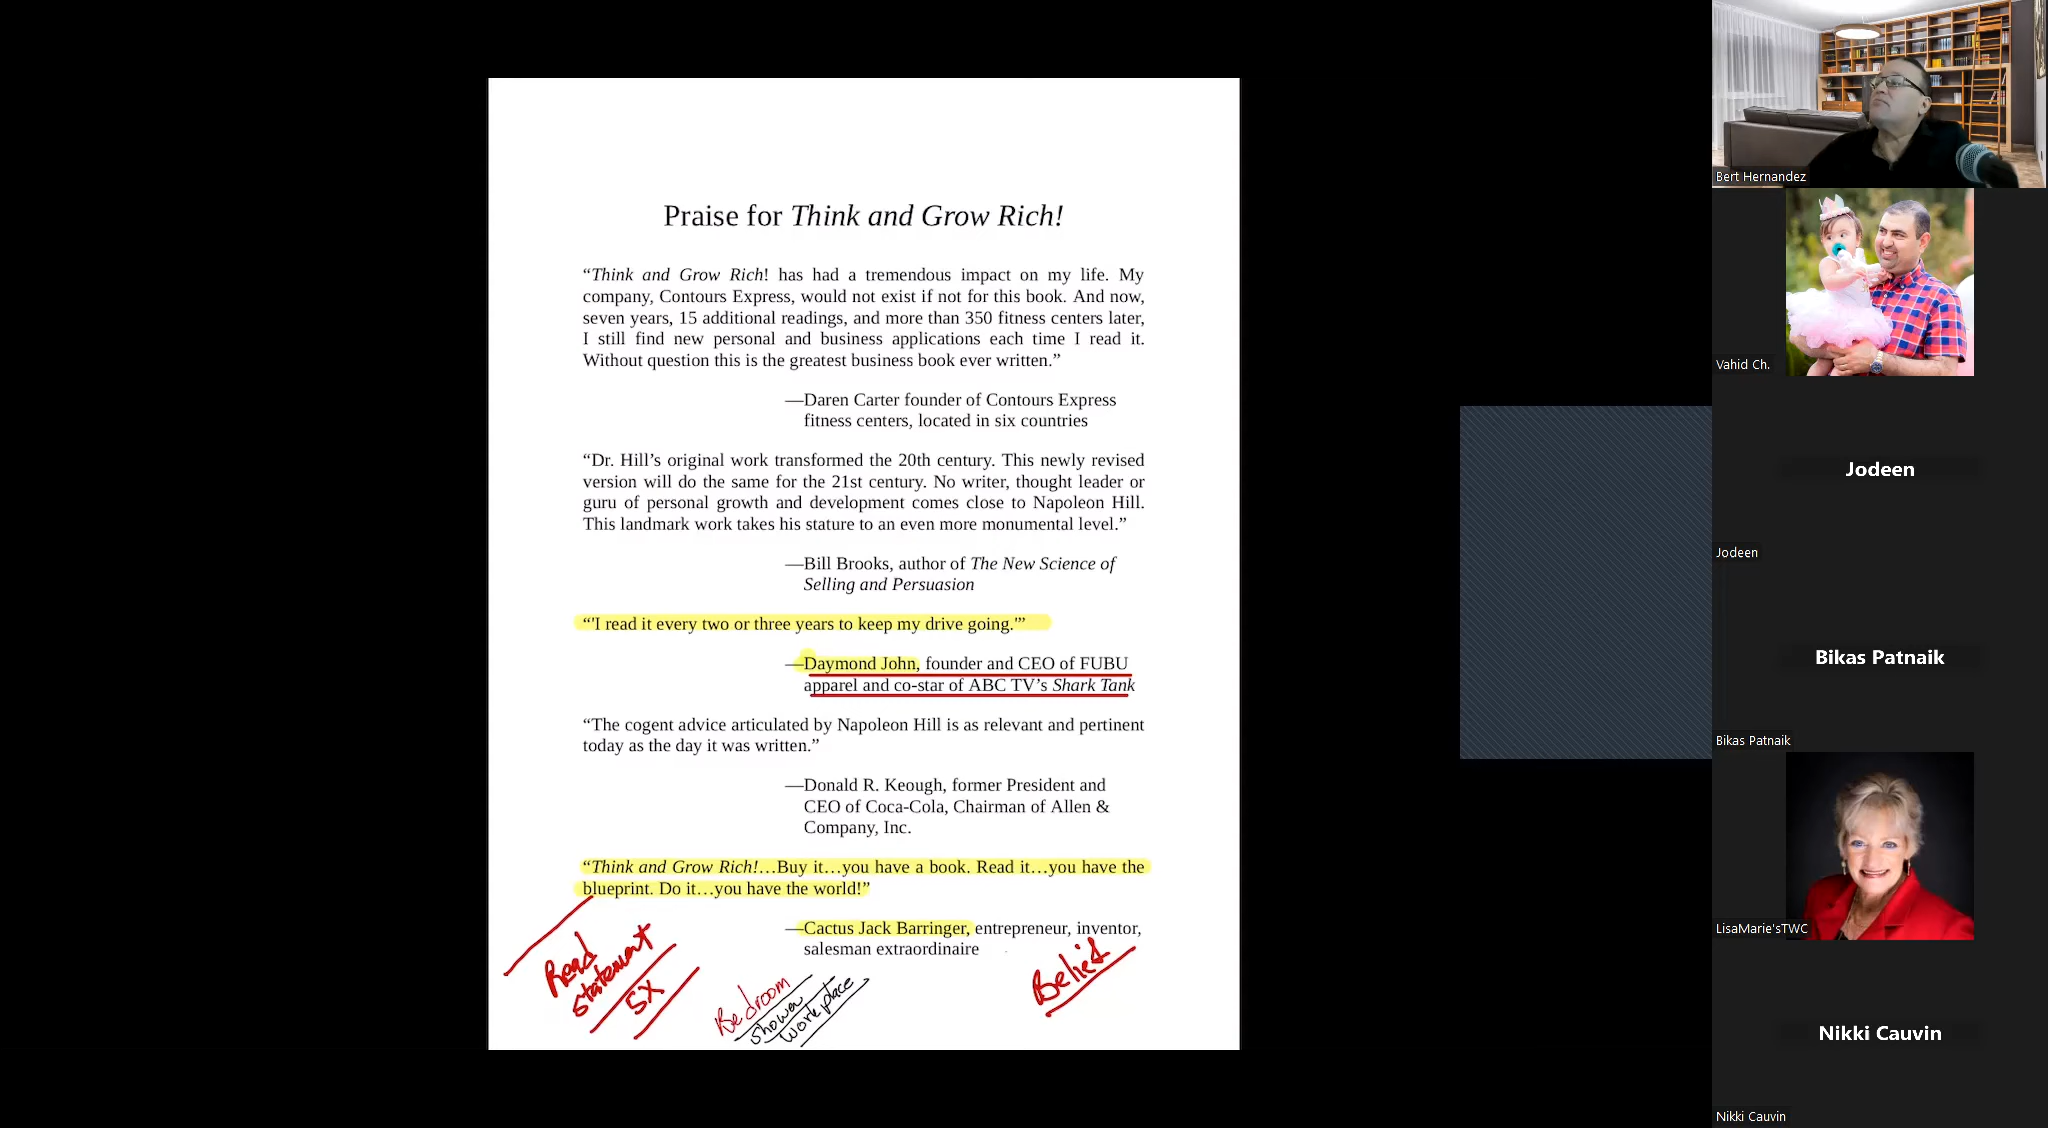 Praise for Think and Grow Rich!
“Think and Grow Rich! has had a tremendous impact on my life. My
company, Contours Express, would not exist if not for this book. And now,
seven years, 15 additional readings, and more than 350 fitness centers later,
I still find new personal and business applications each time I read it.
Without question this is the greatest business book ever written.”
—Daren Carter founder of Contours Express
fitness centers, located in six countries
“Dr. Hill’s original work transformed the 20th century. This newly revised
version will do the same for the 21st century. No writer, thought leader or
guru of personal growth and development comes close to Napoleon Hill.
This landmark work takes his stature to an even more monumental level.”
—Bill Brooks, author of The New Science of
Selling and Persuasion
“'I read it every two or three years to keep my drive going.'”
—Daymond John, founder and CEO of FUBU
apparel and co-star of ABC TV’s Shark Tank
“The cogent advice articulated by Napoleon Hill is as relevant and pertinent
today as the day it was written.”
—Donald R. Keough, former President and
CEO of Coca-Cola, Chairman of Allen &
Company, Inc.
“Think and Grow Rich!…Buy it…you have a book. Read it…you have the
blueprint. Do it…you have the world!”
—Cactus Jack Barringer, entrepreneur, inventor,
salesman extraordinaire
Read
statement
5X
Bedroom
shower
workplace
Belief
Bert Hernandez
Vahid Ch.
Jodeen
Jodeen
Bikas Patnaik
Bikas Patnaik
LisaMarie'sTWC
Nikki Cauvin
Nikki Cauvin